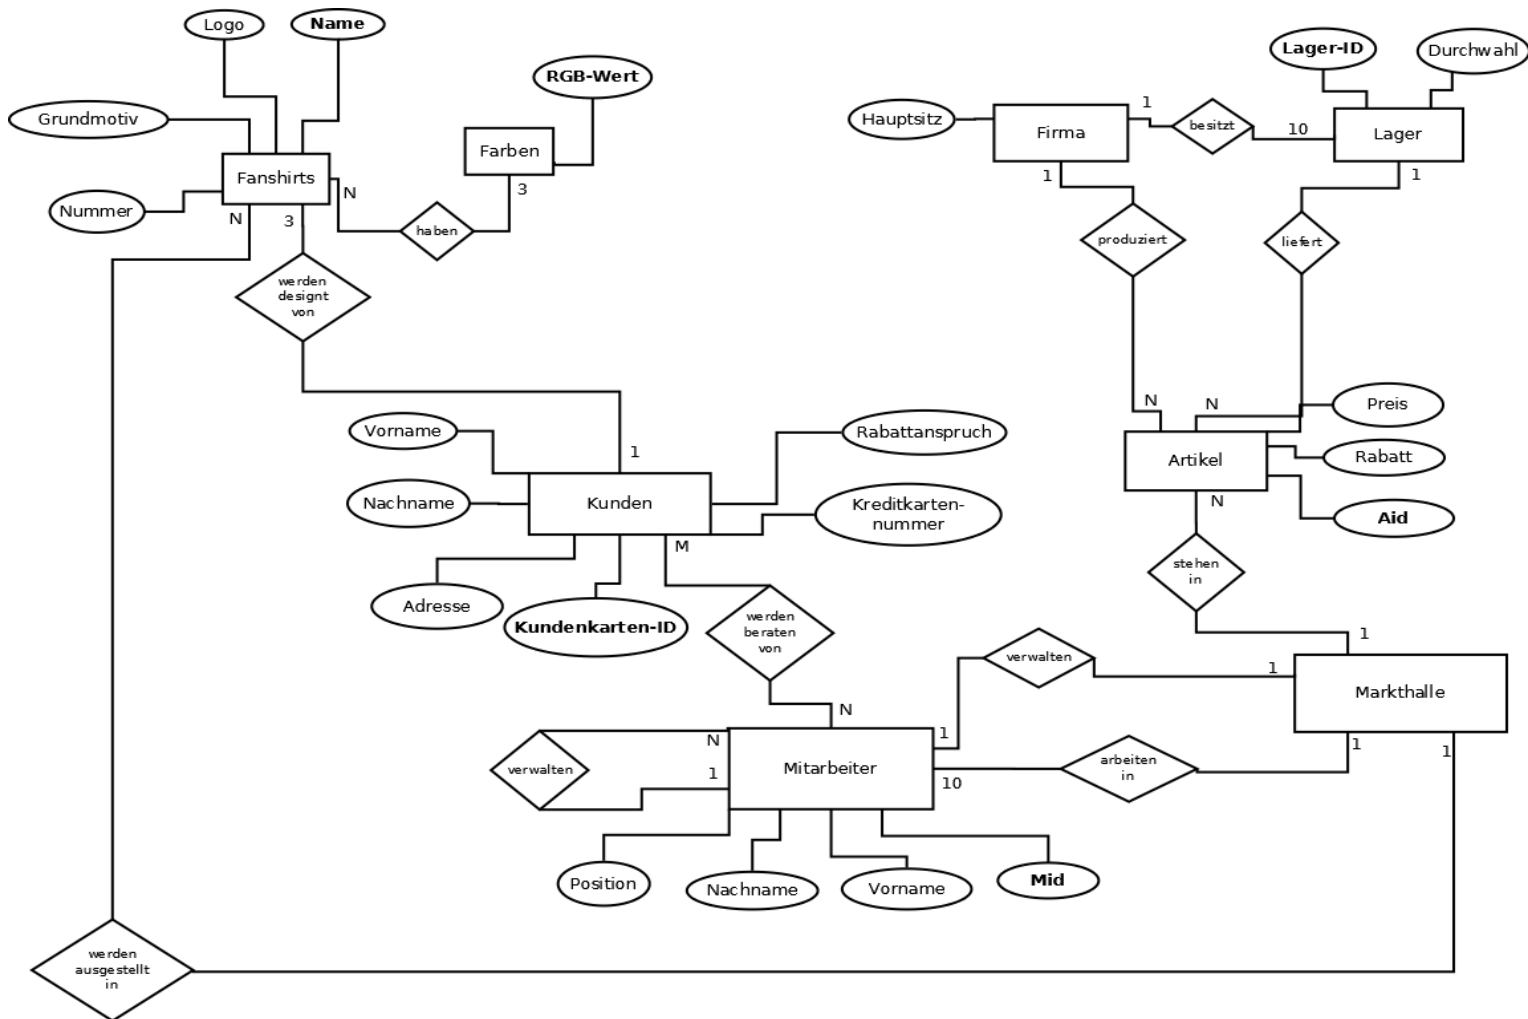 Logo
Name
RGB-Wert
Lager-ID
Durchwahl
Grundmotiv
Hauptsitz
1
Firma
besitzt
10
Lager
Farben
Fanshirts
1
1
3
N
Nummer
N
3
haben
produziert
liefert
werden
designt
von
N
N
Preis
Vorname
Rabattanspruch
1
Artikel
Rabatt
Nachname
Kunden
Kreditkarten-
nummer
N
Aid
M
stehen
in
Adresse
Kundenkarten-ID
werden
beraten
von
1
verwalten
1
Markthalle
N
N
1
1
1
verwalten
1
Mitarbeiter
arbeiten
in
10
Position
Nachname
Vorname
Mid
werden
ausgestellt
in